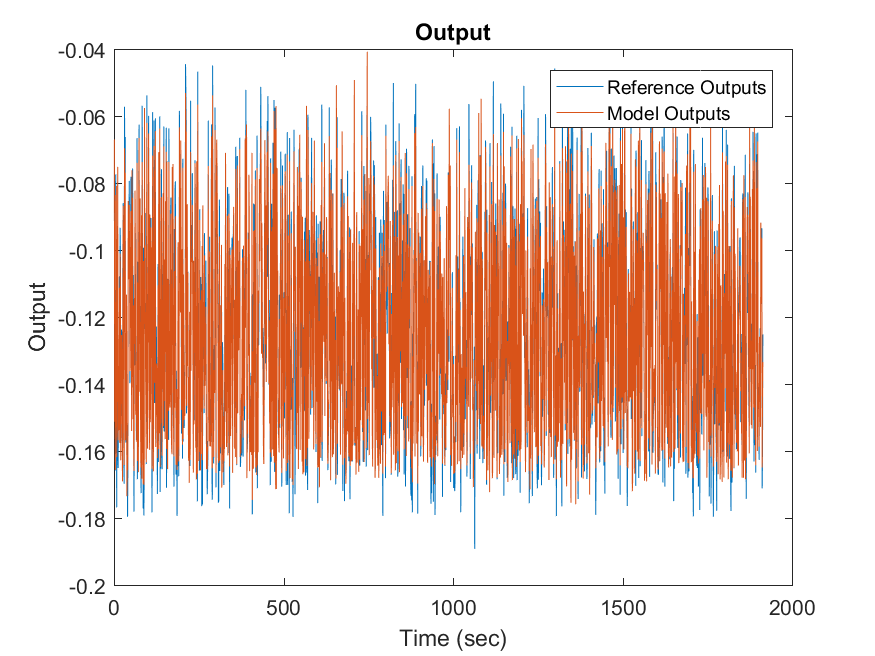 Output
-0.04
-0.06
-0.08
-0.1
-0.12
-0.14
-0.16
-0.18
-0.2
Output
Reference Outputs
Model Outputs
0 500 1000 1500 2000
Time (sec)